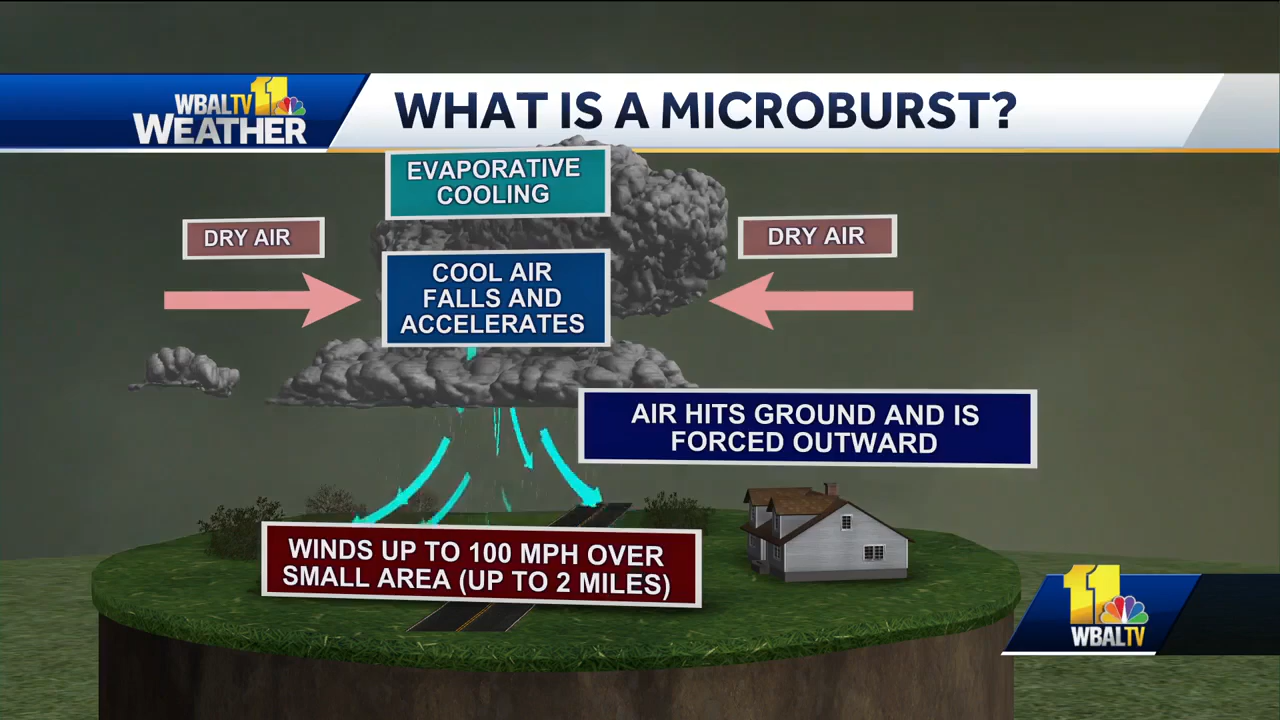 WBALTV 11
WEATHER
WHAT IS A MICROBURST?
EVAPORATIVE
COOLING
DRY AIR
DRY AIR
COOL AIR
FALLS AND
ACCELERATES
AIR HITS GROUND AND IS
FORCED OUTWARD
WINDS UP TO 100 MPH OVER
SMALL AREA (UP TO 2 MILES)
11
WBALTV